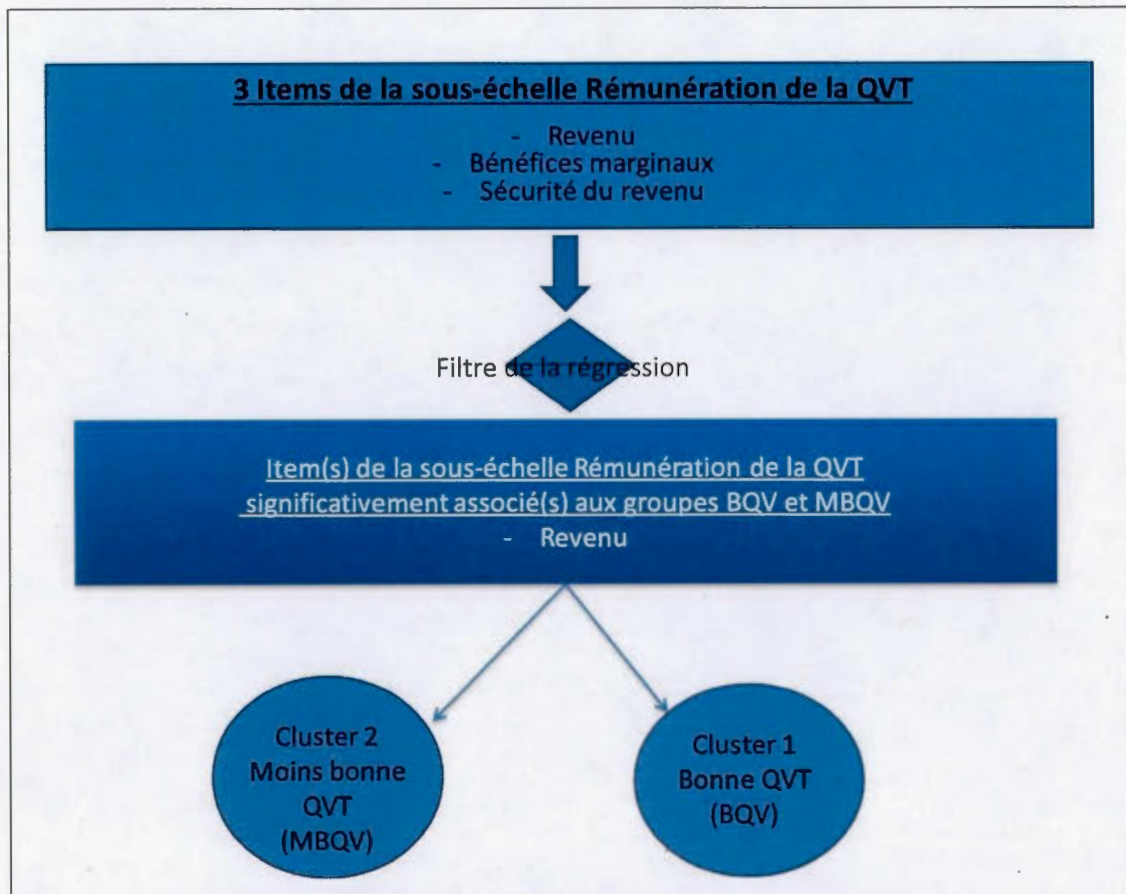 3 Items de la sous-échelle Rémunération de la QVT
- Revenu
- Bénéfices marginaux
- Sécurité du revenu
Filtre de la régression
Item(s) de la sous-échelle Rémunération de la QVT
significativement associé(s) aux groupes BQV et MBQV
- Revenu
Cluster 2
Moins bonne
QVT
(MBQV)
Cluster 1
Bonne QVT
(BQV)